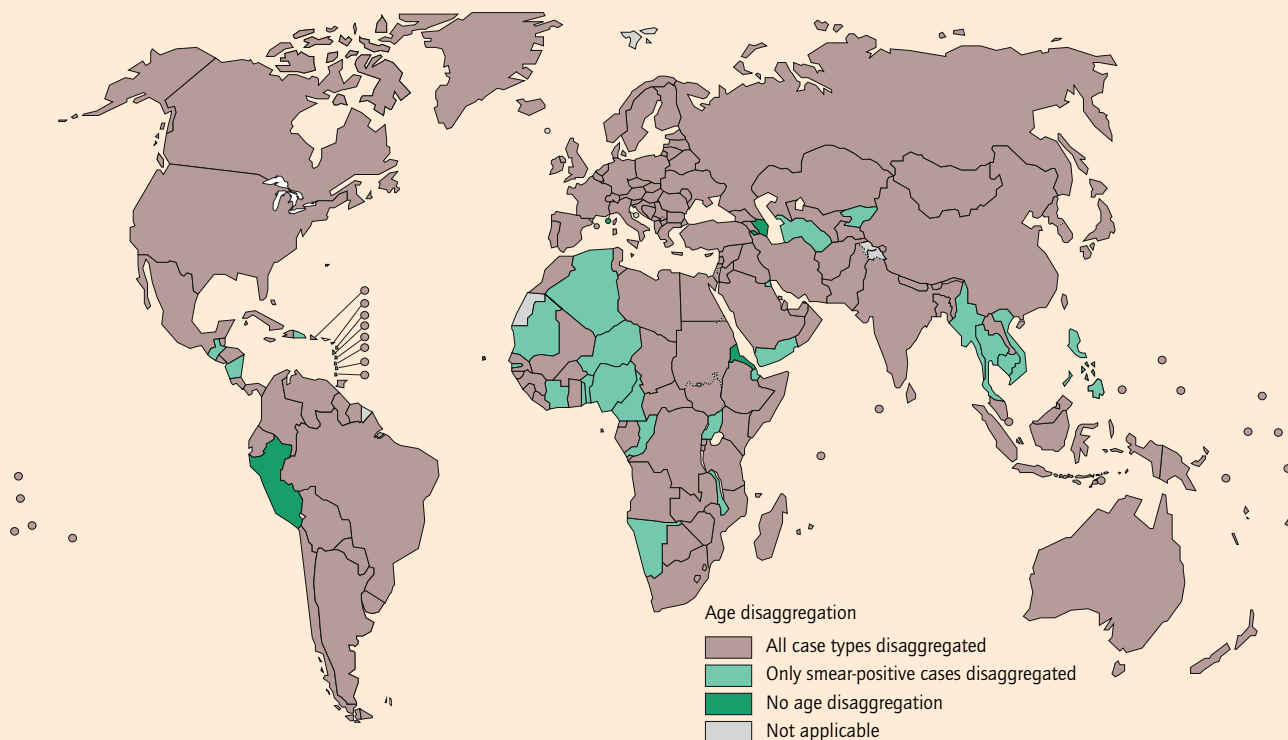 Age disaggregation
All case types disaggregated
Only smear-positive cases disaggregated
No age disaggregation
Not applicable